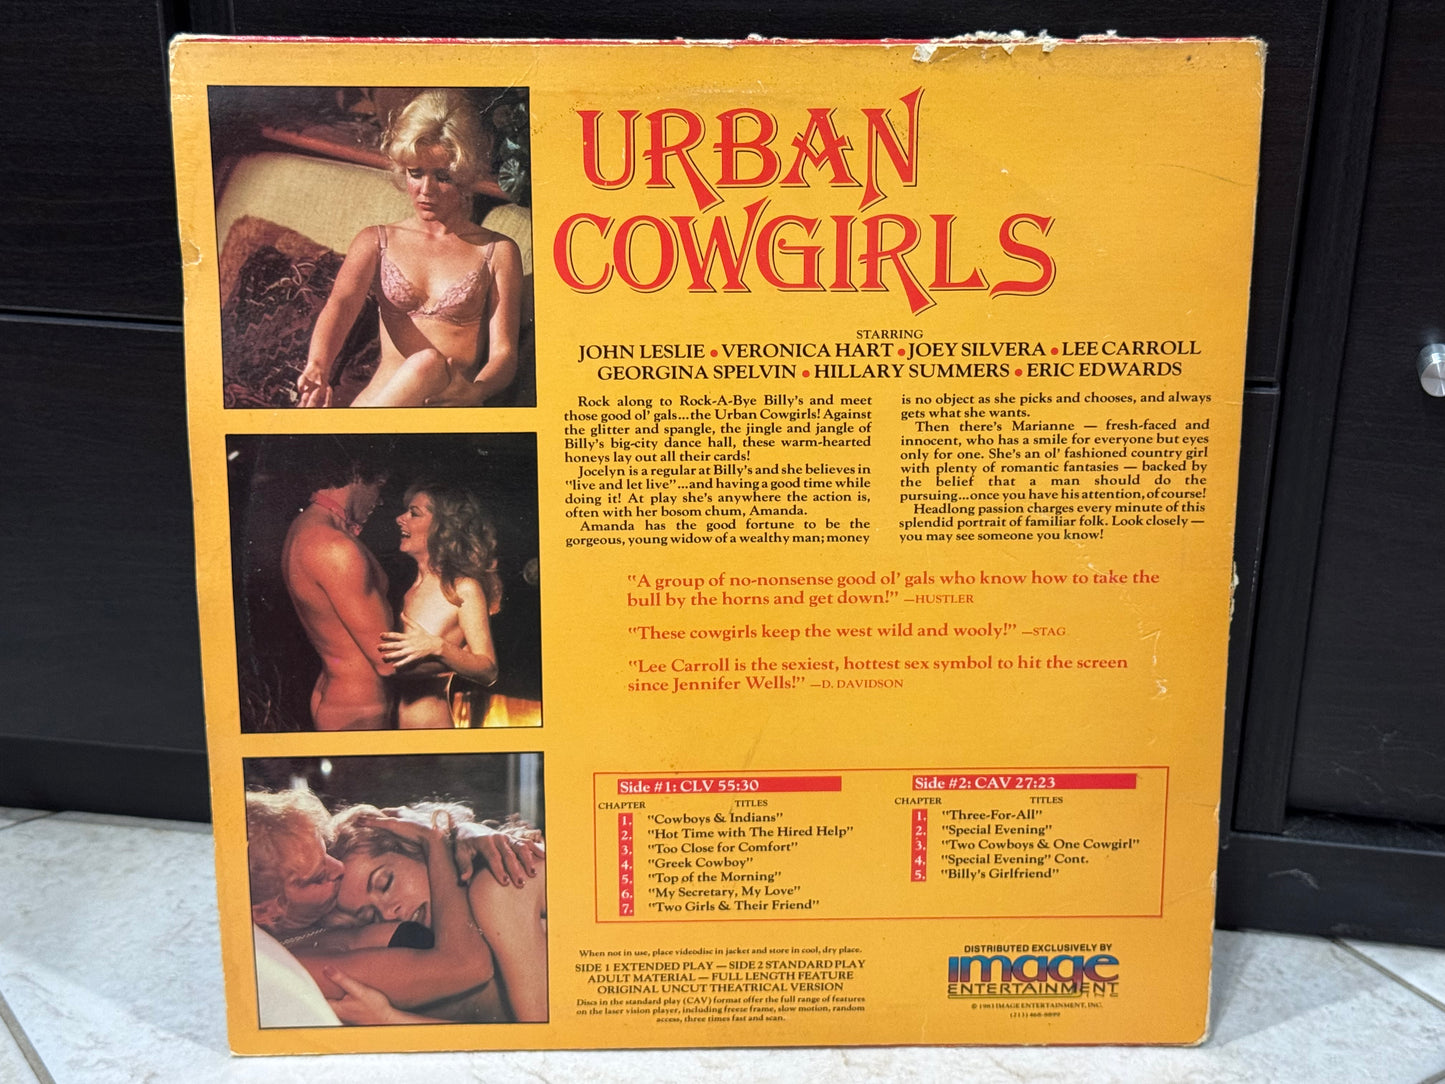 URBAN
COWGIRLS
STARRING
JOHN LESLIE • VERONICA HART • JOEY SILVERA • LEE CARROLL
GEORGINA SPELVIN • HILLARY SUMMERS • ERIC EDWARDS
Rock along to Rock-A-Bye Billy's and meet
those good ol' gals...the Urban Cowgirls! Against
the glitter and spangle, the jingle and jangle of
Billy's big-city dance hall, these warm-hearted
honeys lay out all their cards!
Jocelyn is a regular at Billy's and she believes in
"live and let live"...and having a good time while
doing it! At play she's anywhere the action is,
often with her bosom chum, Amanda.
Amanda has the good fortune to be the
gorgeous, young widow of a wealthy man; money
is no object as she picks and chooses, and always
gets what she wants.
Then there's Marianne — fresh-faced and
innocent, who has a smile for everyone but eyes
only for one. She's an ol' fashioned country girl
with plenty of romantic fantasies — backed by
the belief that a man should do the
pursuing...once you have his attention, of course!
Headlong passion charges every minute of this
splendid portrait of familiar folk. Look closely —
you may see someone you know!
"A group of no-nonsense good ol' gals who know how to take the
bull by the horns and get down!" —HUSTLER
"These cowgirls keep the west wild and wooly!" —STAG
"Lee Carroll is the sexiest, hottest sex symbol to hit the screen
since Jennifer Wells!" —D. DAVIDSON
Side #1: CLV 55:30
CHAPTER TITLES
1. "Cowboys & Indians"
2. "Hot Time with The Hired Help"
3. "Too Close for Comfort"
4. "Greek Cowboy"
5. "Top of the Morning"
6. "My Secretary, My Love"
7. "Two Girls & Their Friend"
Side #2: CAV 27:23
CHAPTER TITLES
1. "Three-For-All"
2. "Special Evening"
3. "Two Cowboys & One Cowgirl"
4. "Special Evening" Cont.
5. "Billy's Girlfriend"
When not in use, place videodisc in jacket and store in cool, dry place.
SIDE 1 EXTENDED PLAY — SIDE 2 STANDARD PLAY
ADULT MATERIAL — FULL LENGTH FEATURE
ORIGINAL UNCUT THEATRICAL VERSION
Discs in the standard play (CAV) format offer the full range of features
on the laser vision player, including freeze frame, slow motion, random
access, three times fast and scan.
DISTRIBUTED EXCLUSIVELY BY
image
ENTERTAINMENT
INC
© 1983 IMAGE ENTERTAINMENT, INC.
(213) 468-8899